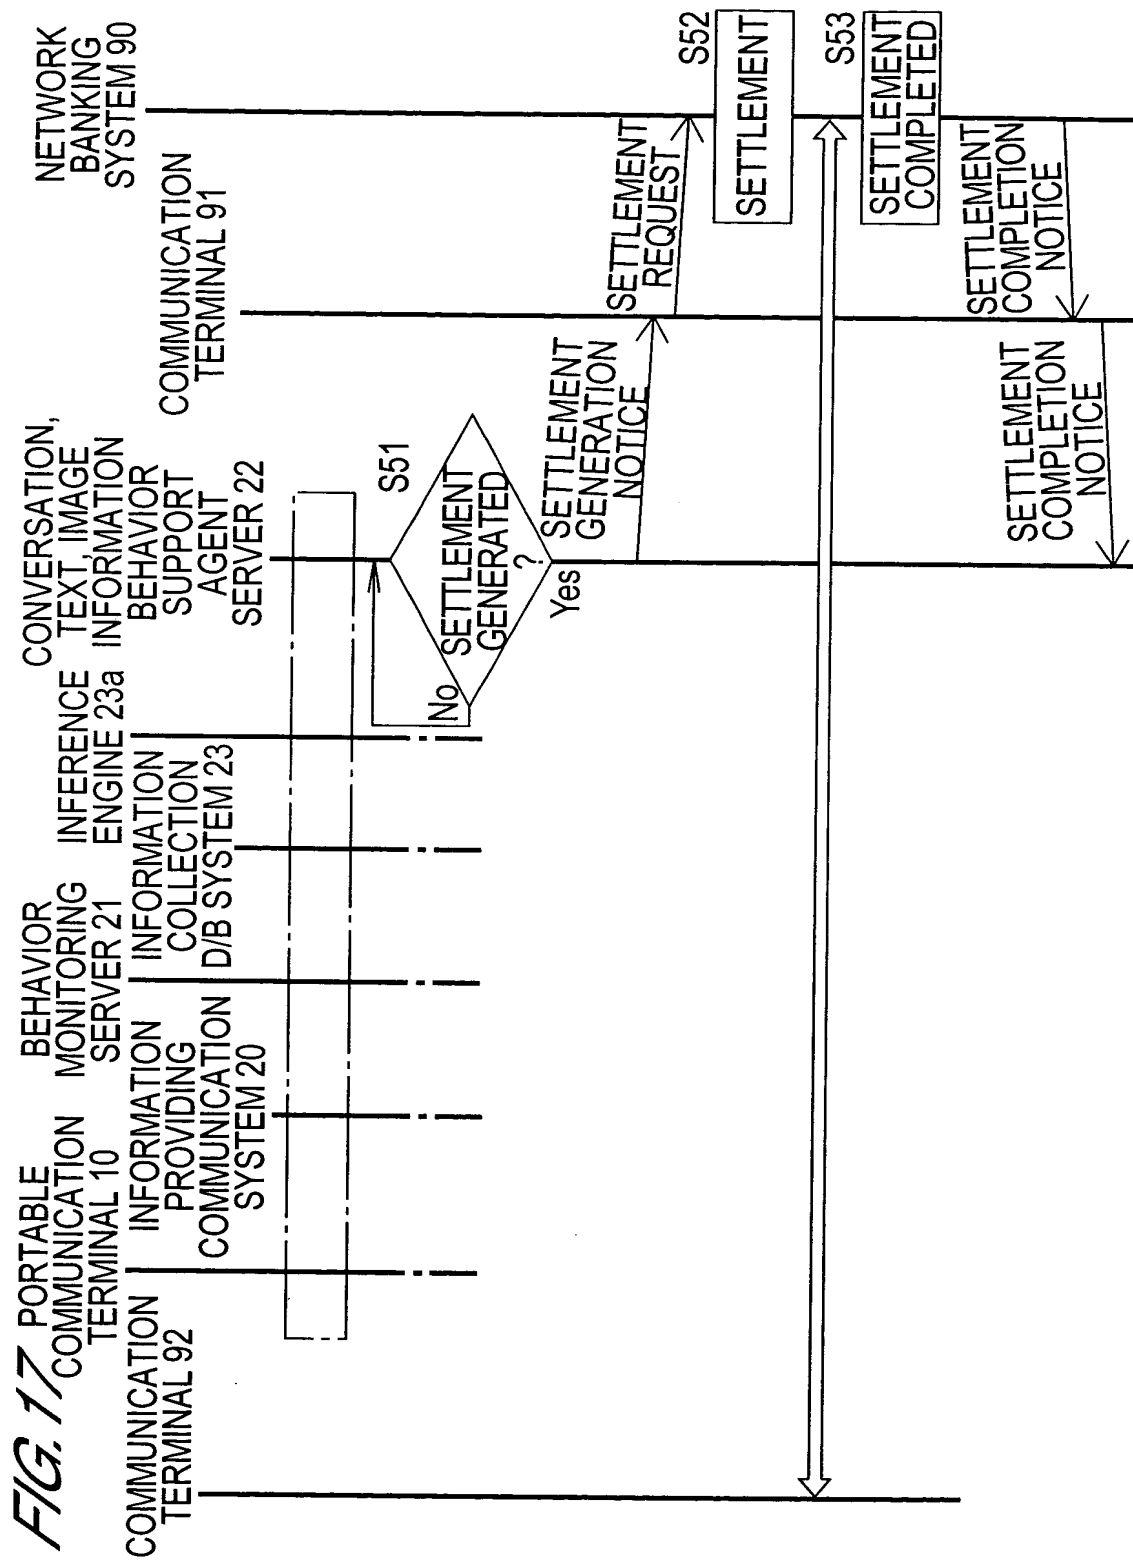 FIG. 17
COMMUNICATION
TERMINAL 92
PORTABLE
COMMUNICATION
TERMINAL 10
INFORMATION
PROVIDING
COMMUNICATION
SYSTEM 20
BEHAVIOR
MONITORING
SERVER 21
INFORMATION
COLLECTION
D/B SYSTEM 23
INFERENCE
ENGINE 23a
CONVERSATION,
TEXT, IMAGE
INFORMATION
BEHAVIOR
SUPPORT
AGENT
SERVER 22
COMMUNICATION
TERMINAL 91
NETWORK
BANKING
SYSTEM 90
S51
SETTLEMENT
GENERATED
?
No
Yes
SETTLEMENT
GENERATION
NOTICE
SETTLEMENT
REQUEST
S52
SETTLEMENT
S53
SETTLEMENT
COMPLETED
SETTLEMENT
COMPLETION
NOTICE
SETTLEMENT
COMPLETION
NOTICE